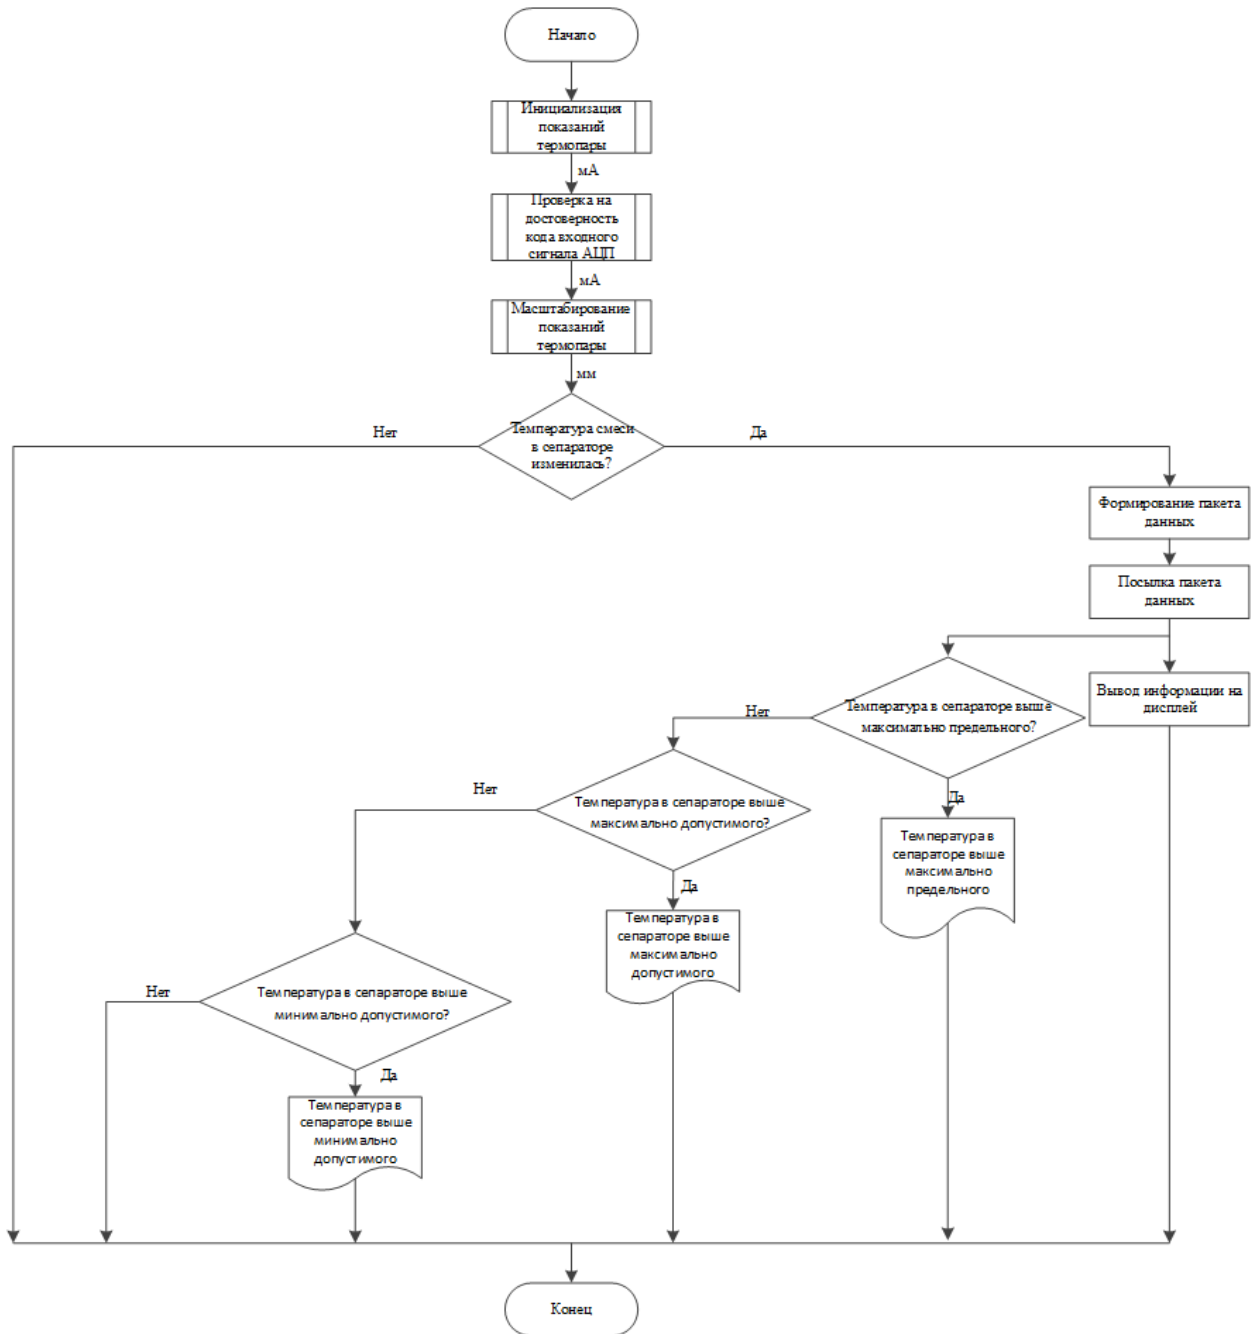 Начало
Инициализация
показаний
термопары
мА
Проверка на
достоверность
кода входного
сигнала АЦП
мА
Масштабирование
показаний
термопары
мм
Нет
Температура смеси
в сепараторе
изменилась?
Да
Формирование пакета
данных
Посылка пакета
данных
Вывод информации на
дисплей
Температура в сепараторе выше
максимально предельного?
Нет
Да
Температура в
сепараторе выше
максимально
предельного
Температура в сепараторе выше
максимально допустимого?
Нет
Да
Температура в
сепараторе выше
максимально
допустимого
Температура в сепараторе выше
минимально допустимого?
Нет
Да
Температура в
сепараторе выше
минимально
допустимого
Конец